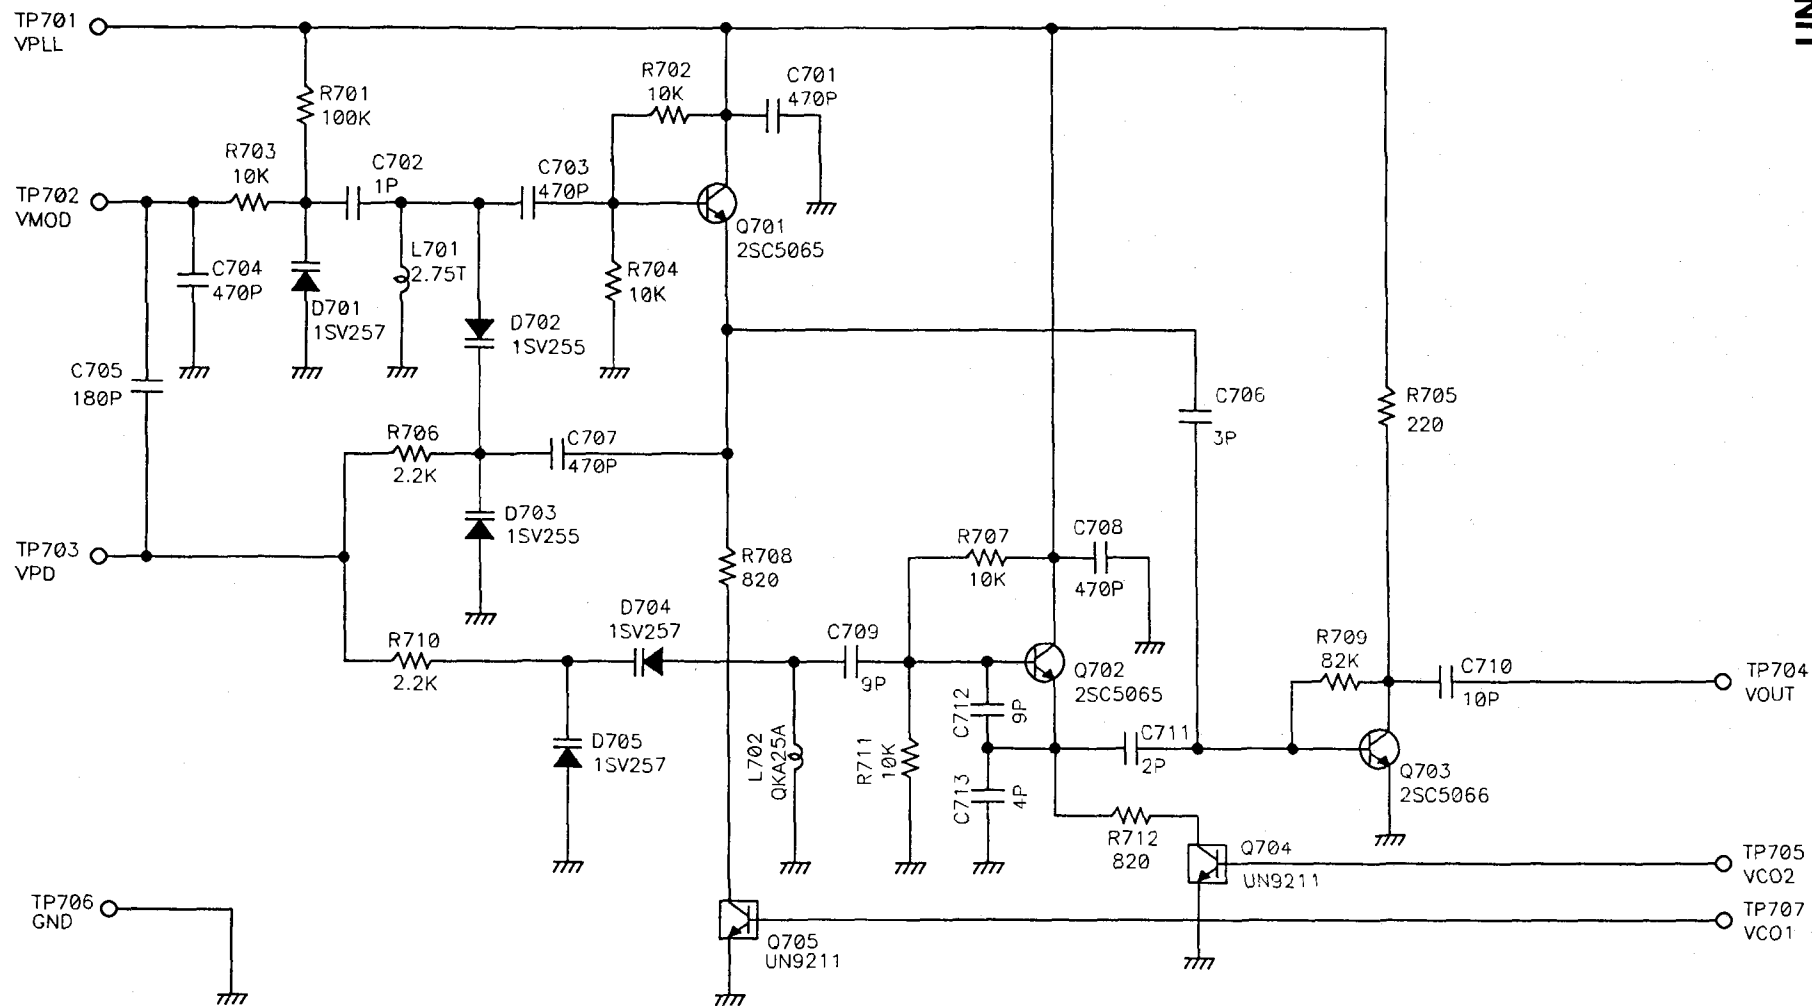 TP701
VPLL
R701
100K
R702
10K
C701
470P
TP702
VMOD
R703
10K
C702
1P
C703
470P
Q701
2SC5065
C704
470P
D701
1SV257
L701
2.75T
R704
10K
D702
1SV255
C705
180P
C706
3P
R705
220
R706
2.2K
C707
470P
D703
1SV255
TP703
VPD
R708
820
R707
10K
C708
470P
D704
1SV257
R710
2.2K
C709
9P
Q702
2SC5065
R709
82K
C710
10P
TP704
VOUT
D705
1SV257
L702
QKA25A
R711
10K
C712
9P
C711
2P
C713
4P
Q703
2SC5066
R712
820
Q704
UN9211
TP705
VCO2
TP706
GND
Q705
UN9211
TP707
VCO1